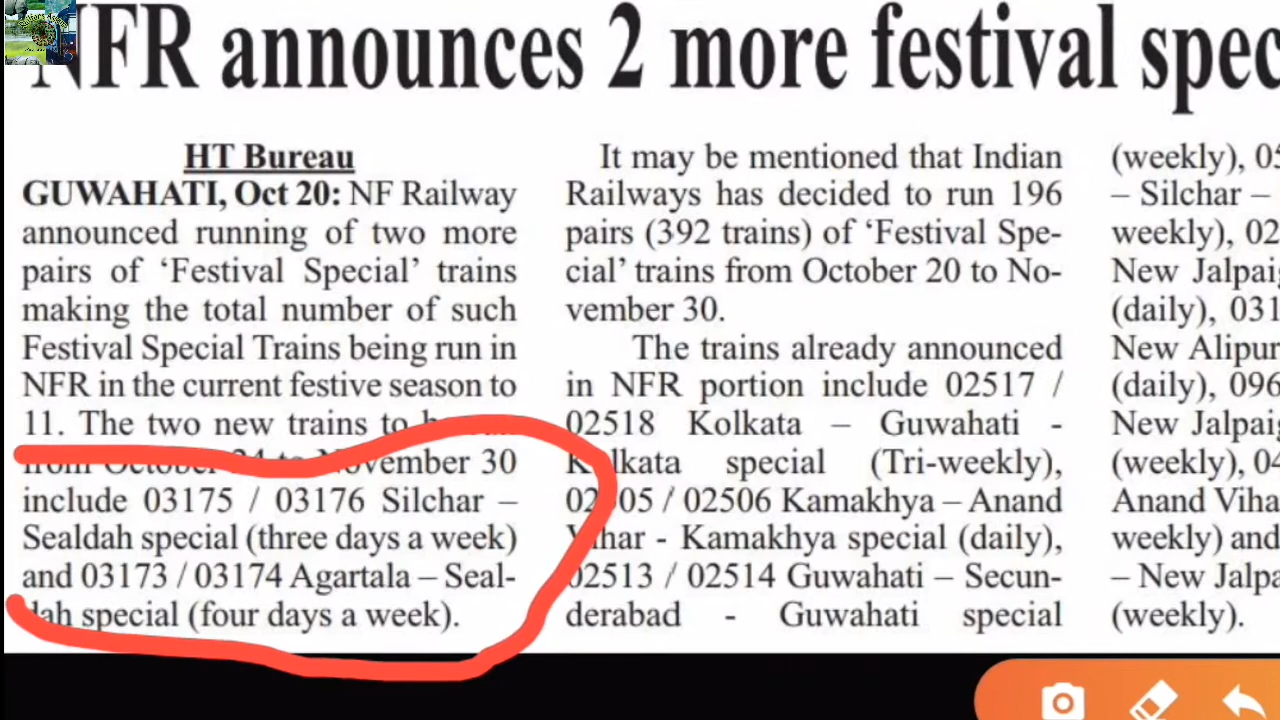 NFR announces 2 more festival spec
HT Bureau
GUWAHATI, Oct 20: NF Railway
announced running of two more
pairs of ‘Festival Special’ trains
making the total number of such
Festival Special Trains being run in
NFR in the current festive season to
11. The two new trains to
from October 24 to November 30
include 03175 / 03176 Silchar –
Sealdah special (three days a week)
and 03173 / 03174 Agartala – Seal-
dah special (four days a week).
It may be mentioned that Indian
Railways has decided to run 196
pairs (392 trains) of ‘Festival Spe-
cial’ trains from October 20 to No-
vember 30.
The trains already announced
in NFR portion include 02517 /
02518 Kolkata – Guwahati -
Kolkata special (Tri-weekly),
02505 / 02506 Kamakhya – Anand
Vihar - Kamakhya special (daily),
02513 / 02514 Guwahati – Secun-
derabad - Guwahati special
(weekly), 05
– Silchar –
weekly), 02
New Jalpaig
(daily), 031
New Alipur
(daily), 096
New Jalpaig
(weekly), 04
Anand Viha
weekly) and
– New Jalpa
(weekly).